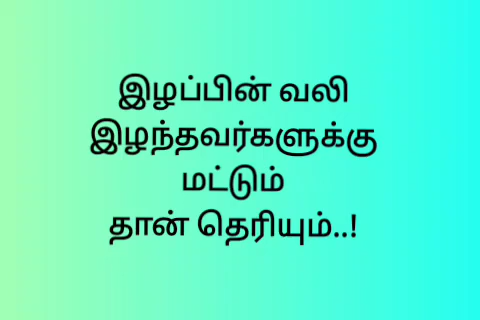 இழப்பின் வலி
இழந்தவர்களுக்கு
மட்டும்
தான் தெரியும்..!